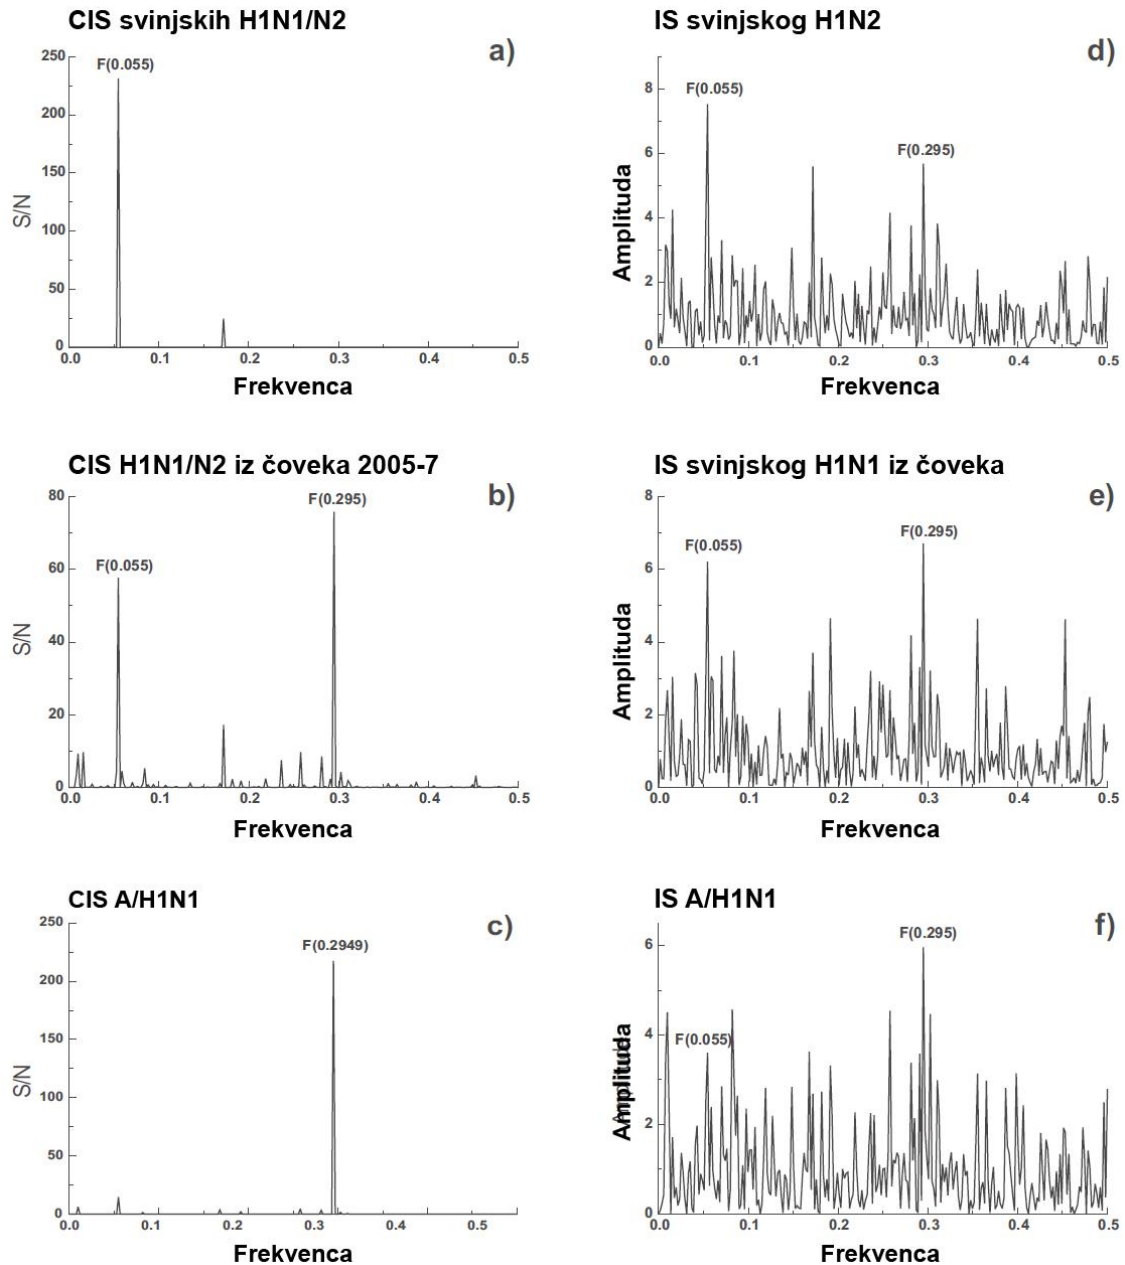 CIS svinjskih H1N1/N2
a)
F(0.055)
250
200
150
100
50
0
S/N
0.0 0.1 0.2 0.3 0.4 0.5
Frekvenca
IS svinjskog H1N2
d)
F(0.055)
F(0.295)
8
6
4
2
0
Amplituda
0.0 0.1 0.2 0.3 0.4 0.5
Frekvenca
CIS H1N1/N2 iz čoveka 2005-7
b)
F(0.295)
F(0.055)
80
60
40
20
0
S/N
0.0 0.1 0.2 0.3 0.4 0.5
Frekvenca
IS svinjskog H1N1 iz čoveka
e)
F(0.055)
F(0.295)
8
6
4
2
0
Amplituda
0.0 0.1 0.2 0.3 0.4 0.5
Frekvenca
CIS A/H1N1
c)
F(0.2949)
250
200
150
100
50
0
S/N
0.0 0.1 0.2 0.3 0.4 0.5
Frekvenca
IS A/H1N1
f)
F(0.295)
F(0.055)
6
4
2
0
Amplituda
0.0 0.1 0.2 0.3 0.4 0.5
Frekvenca